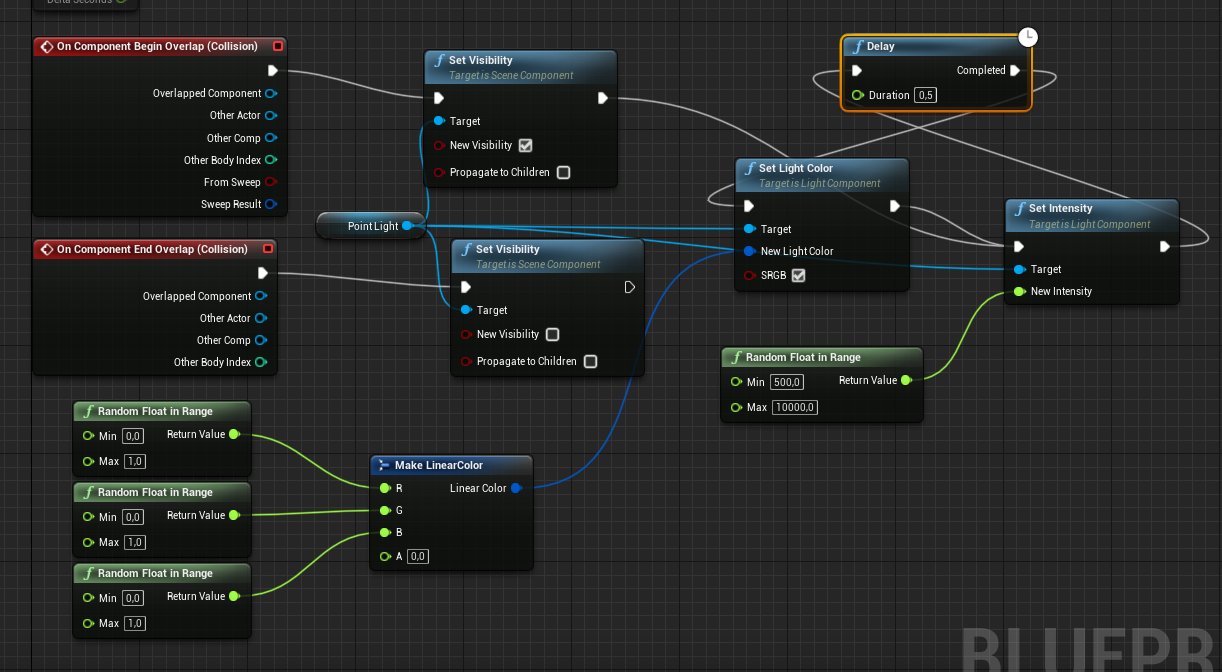 Delta Seconds
On Component Begin Overlap (Collision)
Overlapped Component
Other Actor
Other Comp
Other Body Index
From Sweep
Sweep Result
Set Visibility
Target is Scene Component
Target
New Visibility
Propagate to Children
Delay
Completed
Duration 0,5
Set Light Color
Target is Light Component
Target
New Light Color
SRGB
Set Intensity
Target is Light Component
Target
New Intensity
Point Light
On Component End Overlap (Collision)
Overlapped Component
Other Actor
Other Comp
Other Body Index
Set Visibility
Target is Scene Component
Target
New Visibility
Propagate to Children
Random Float in Range
Min 500,0 Return Value
Max 10000,0
Random Float in Range
Min 0,0 Return Value
Max 1,0
Random Float in Range
Min 0,0 Return Value
Max 1,0
Random Float in Range
Min 0,0 Return Value
Max 1,0
Make LinearColor
R Linear Color
G
B
A 0,0
BLUEPR